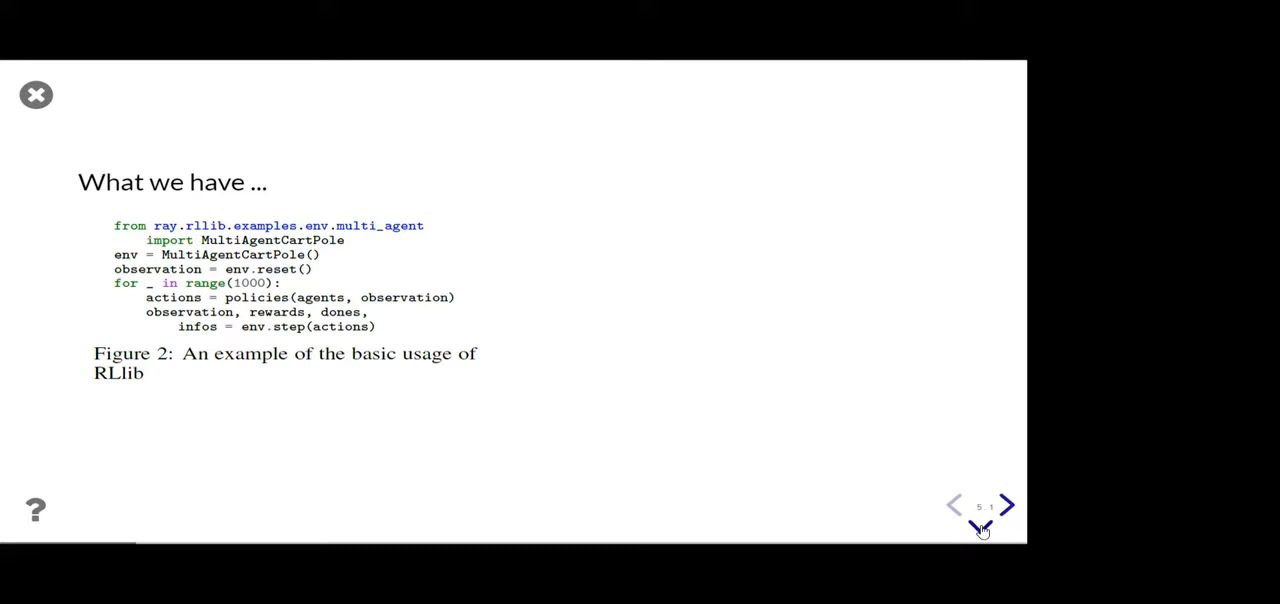 What we have ...
from ray.rllib.examples.env.multi_agent
import MultiAgentCartPole
env = MultiAgentCartPole()
observation = env.reset()
for _ in range(1000):
actions = policies(agents, observation)
observation, rewards, dones,
infos = env.step(actions)
Figure 2: An example of the basic usage of
RLlib
?
5.1